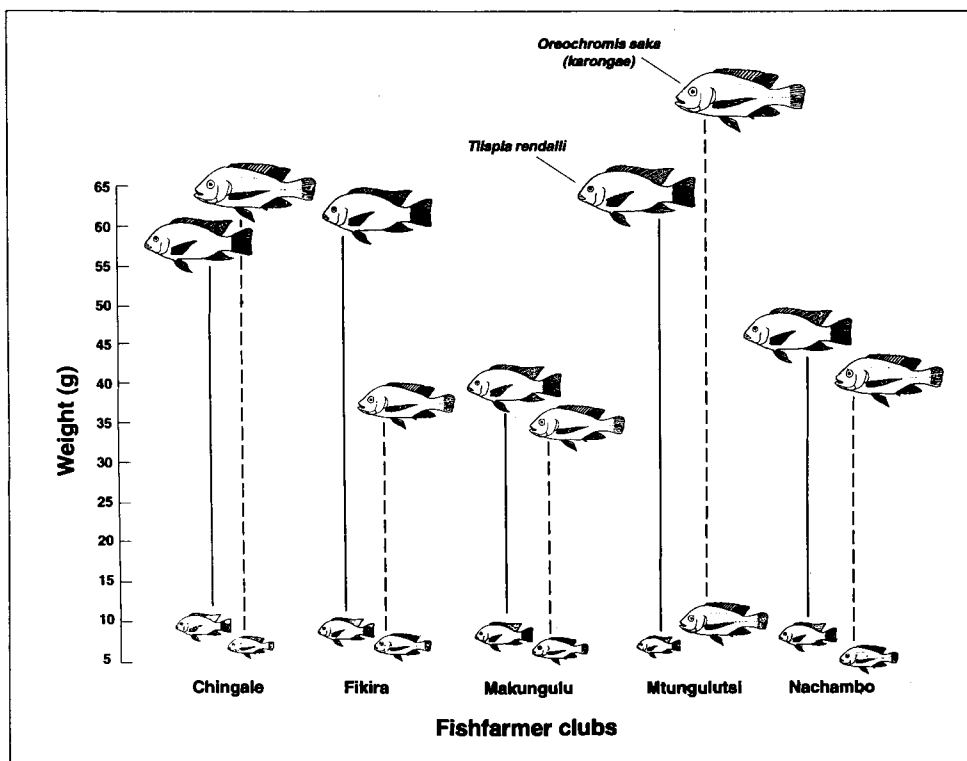 Oreochromis saka
(karongae)
Tilspia rendalli
Weight (g)
65
60
55
50
45
40
35
30
25
20
15
10
5
Chingale
Fikira
Makungulu
Mtungulutsi
Nachambo
Fishfarmer clubs